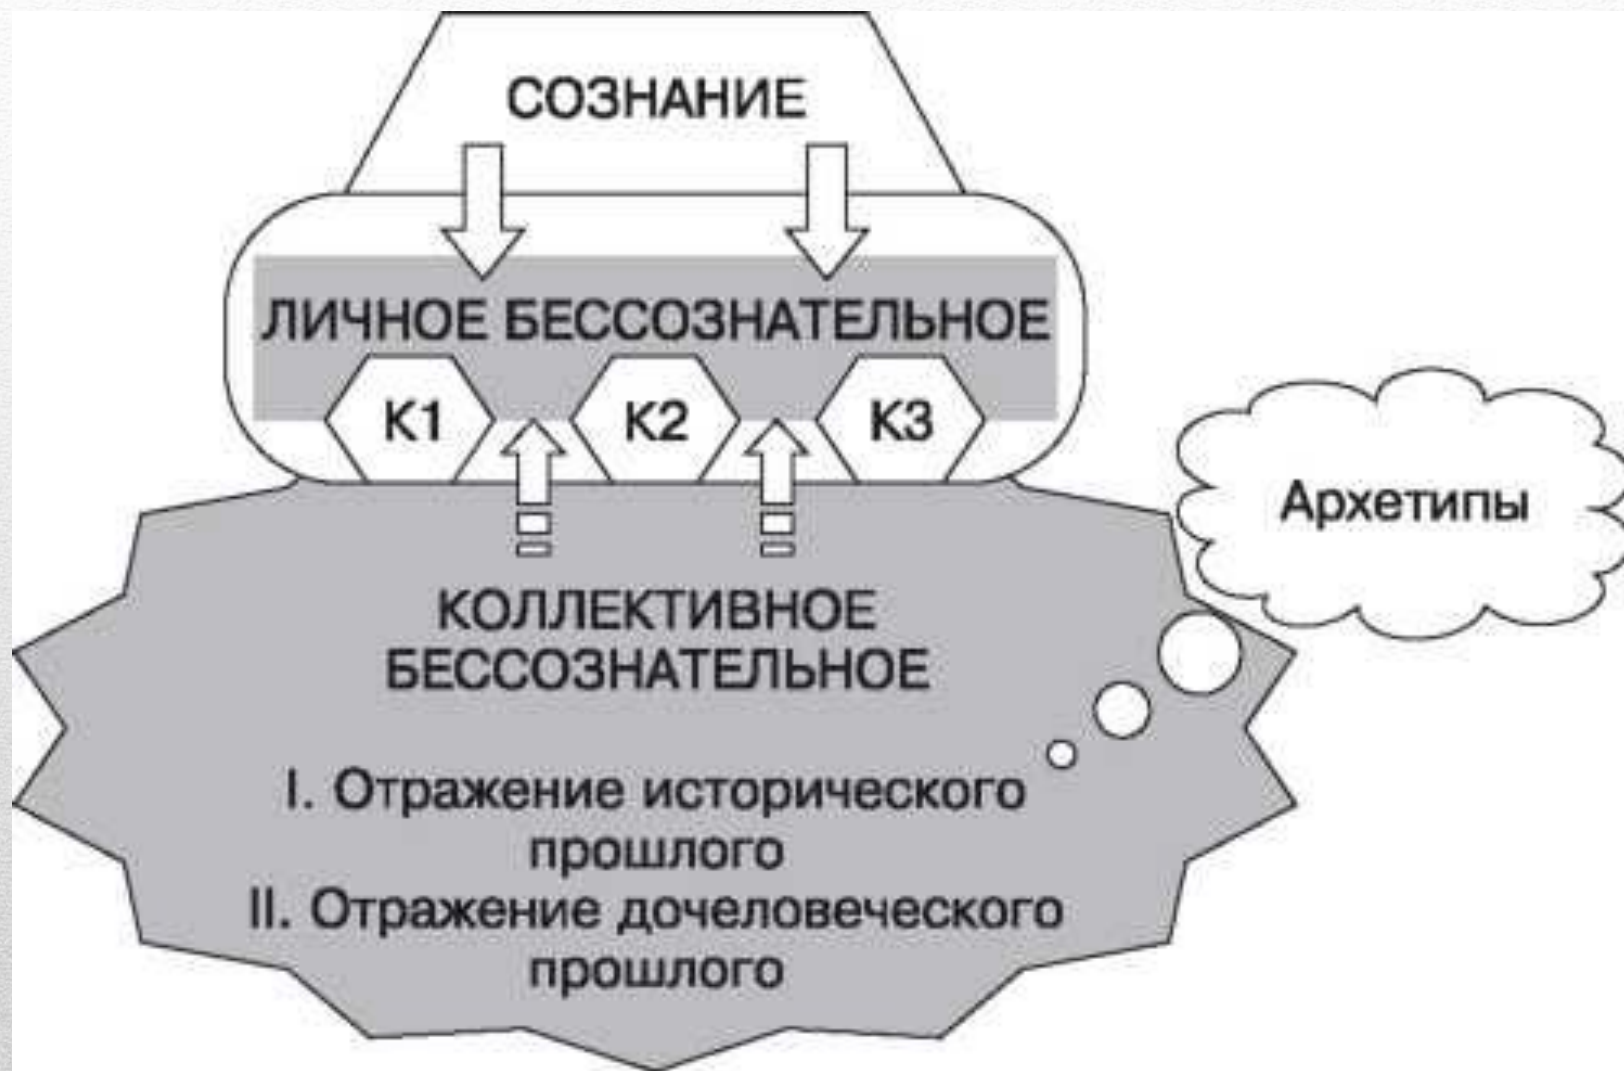 СОЗНАНИЕ
ЛИЧНОЕ БЕССОЗНАТЕЛЬНОЕ
К1 К2 К3
Архетипы
КОЛЛЕКТИВНОЕ
БЕССОЗНАТЕЛЬНОЕ
I. Отражение исторического
прошлого
II. Отражение дочеловеческого
прошлого